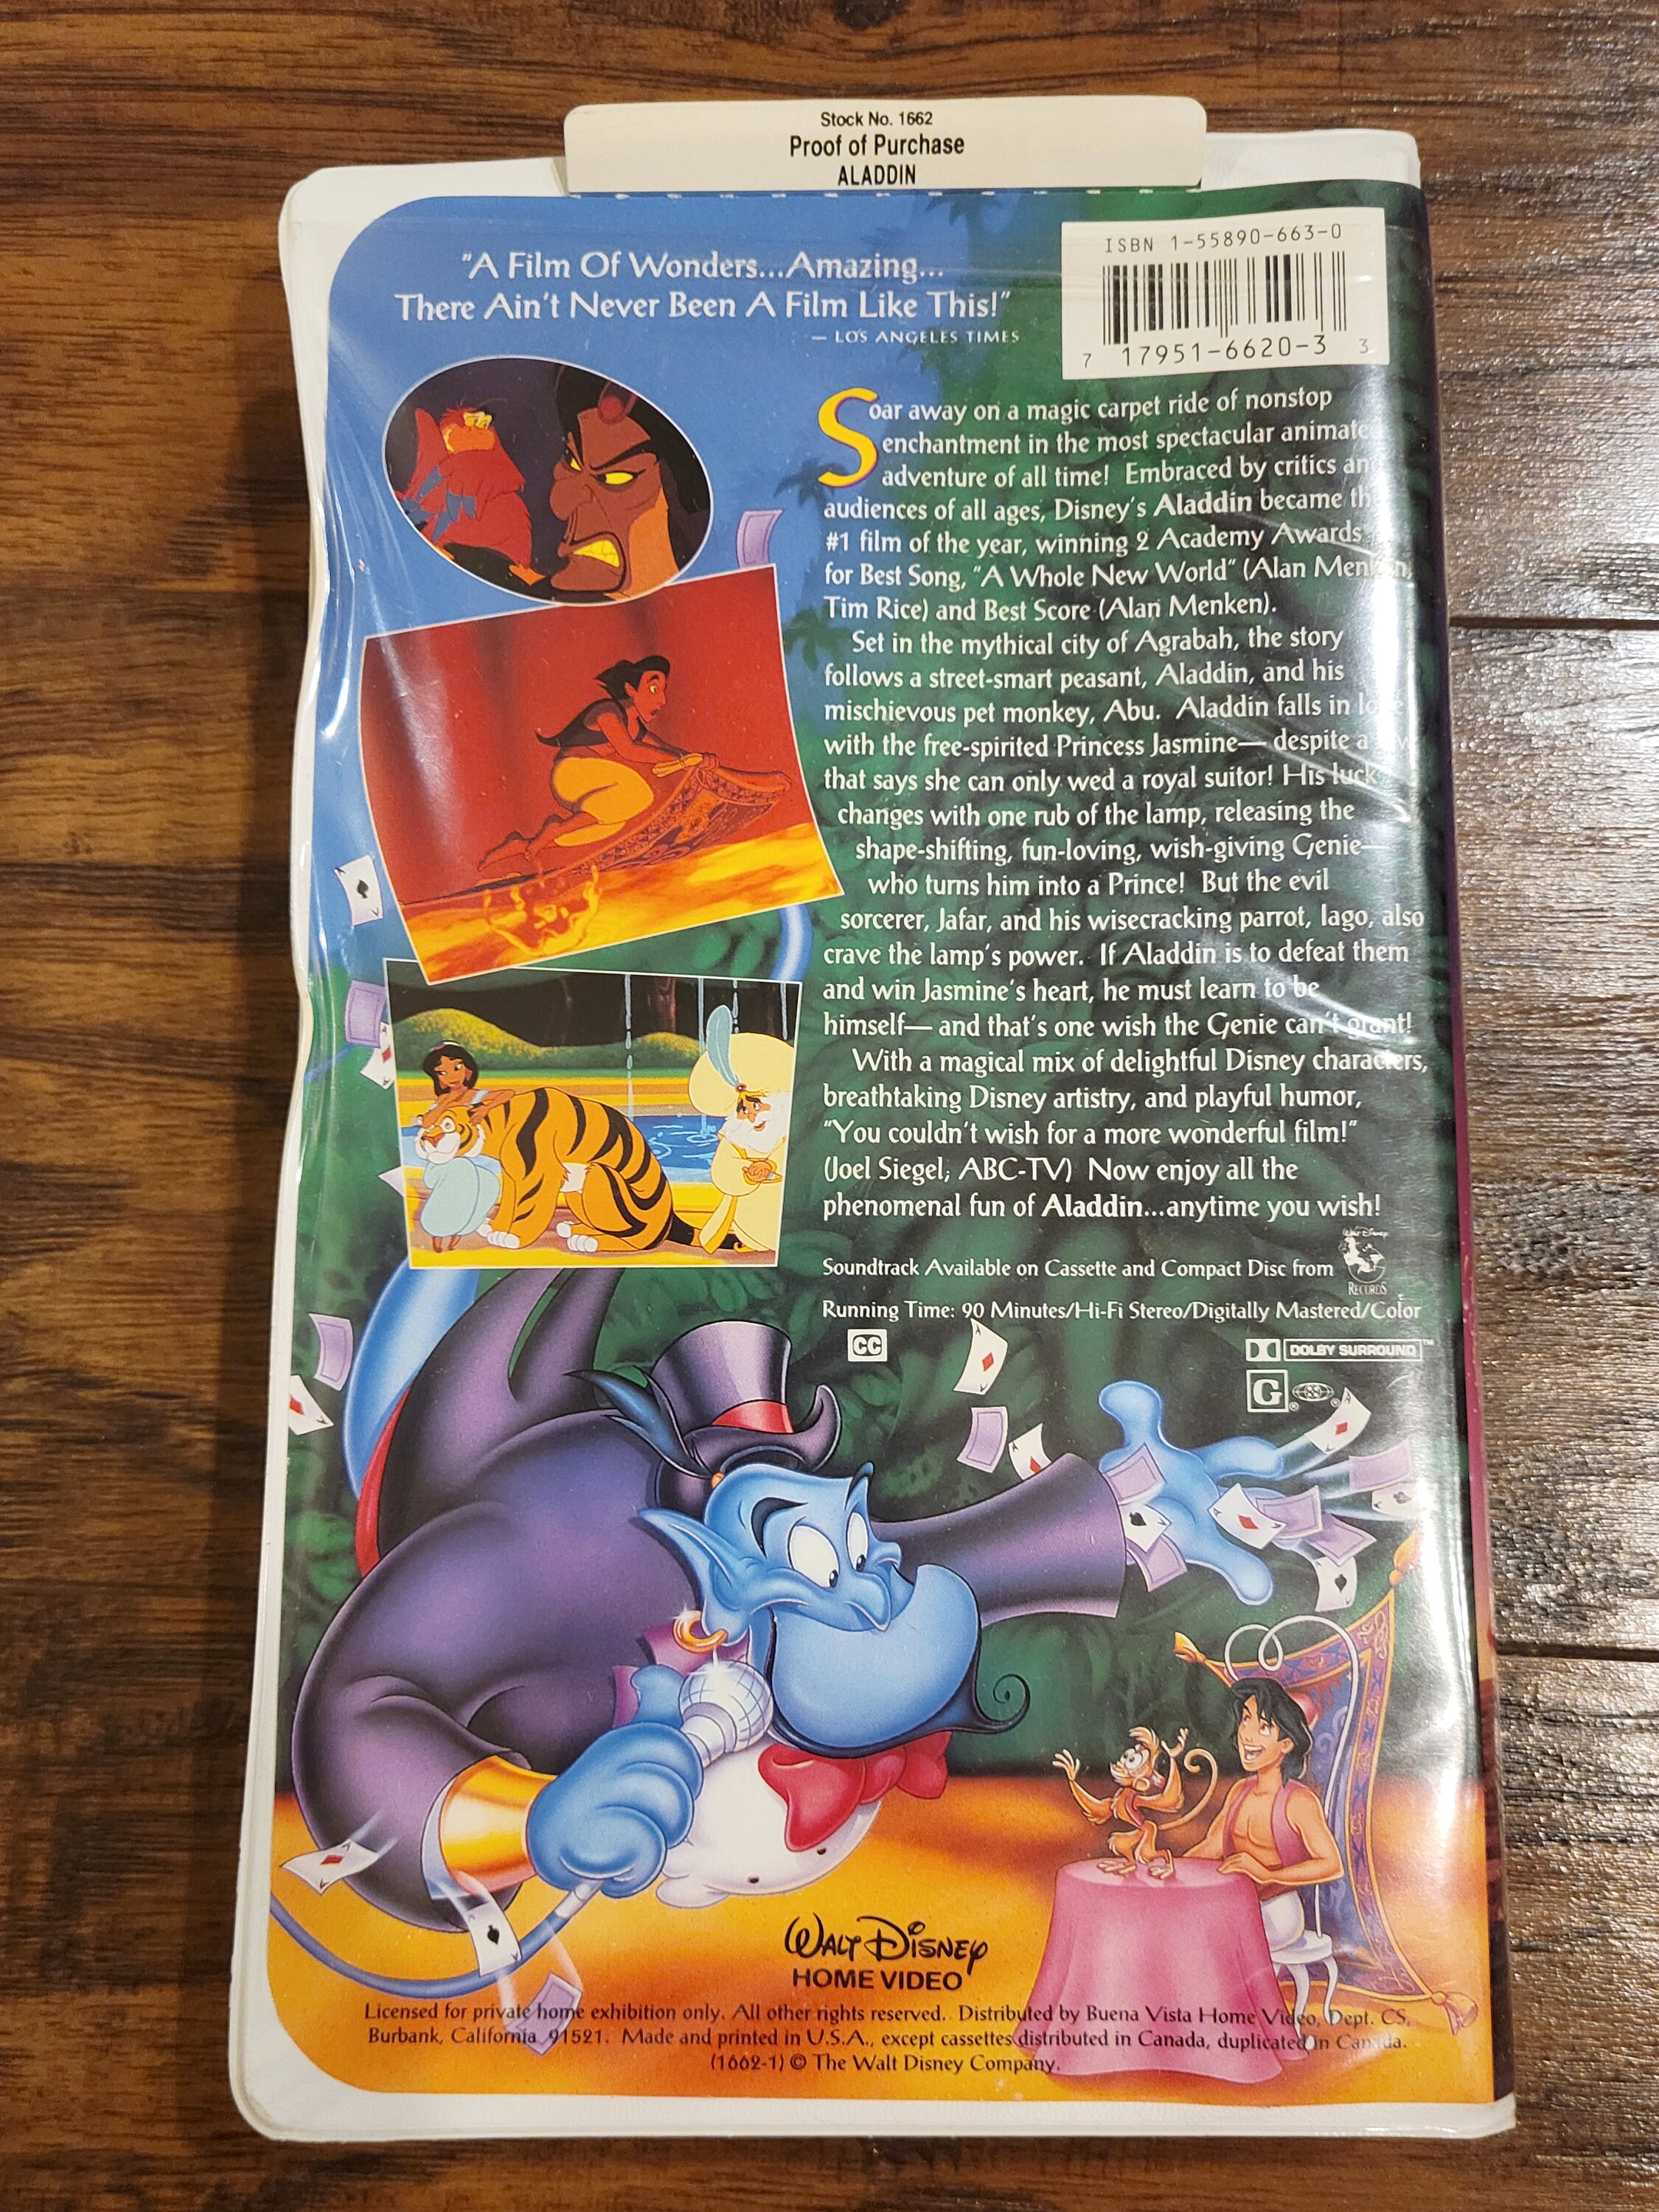 Stock No. 1662
Proof of Purchase
ALADDIN
"A Film Of Wonders...Amazing...
There Ain't Never Been A Film Like This!"
— LOS ANGELES TIMES
ISBN 1-55890-663-0
7 17951-6620-3 3
Soar away on a magic carpet ride of nonstop
enchantment in the most spectacular animated
adventure of all time! Embraced by critics and
audiences of all ages, Disney's Aladdin became the
#1 film of the year, winning 2 Academy Awards
for Best Song, "A Whole New World" (Alan Menken,
Tim Rice) and Best Score (Alan Menken).
Set in the mythical city of Agrabah, the story
follows a street-smart peasant, Aladdin, and his
mischievous pet monkey, Abu. Aladdin falls in love
with the free-spirited Princess Jasmine— despite a law
that says she can only wed a royal suitor! His luck
changes with one rub of the lamp, releasing the
shape-shifting, fun-loving, wish-giving Genie—
who turns him into a Prince! But the evil
sorcerer, Jafar, and his wisecracking parrot, Iago, also
crave the lamp's power. If Aladdin is to defeat them
and win Jasmine's heart, he must learn to be
himself— and that's one wish the Genie can't grant!
With a magical mix of delightful Disney characters,
breathtaking Disney artistry, and playful humor,
"You couldn't wish for a more wonderful film!"
(Joel Siegel, ABC-TV) Now enjoy all the
phenomenal fun of Aladdin...anytime you wish!
Walt Disney
RECORDS
Soundtrack Available on Cassette and Compact Disc from
Running Time: 90 Minutes/Hi-Fi Stereo/Digitally Mastered/Color
CC
DOLBY SURROUND™
G®
WALT DISNEY
HOME VIDEO
Licensed for private home exhibition only. All other rights reserved. Distributed by Buena Vista Home Video, Dept. CS,
Burbank, California 91521. Made and printed in U.S.A., except cassettes distributed in Canada, duplicated in Canada.
(1662-1) © The Walt Disney Company.